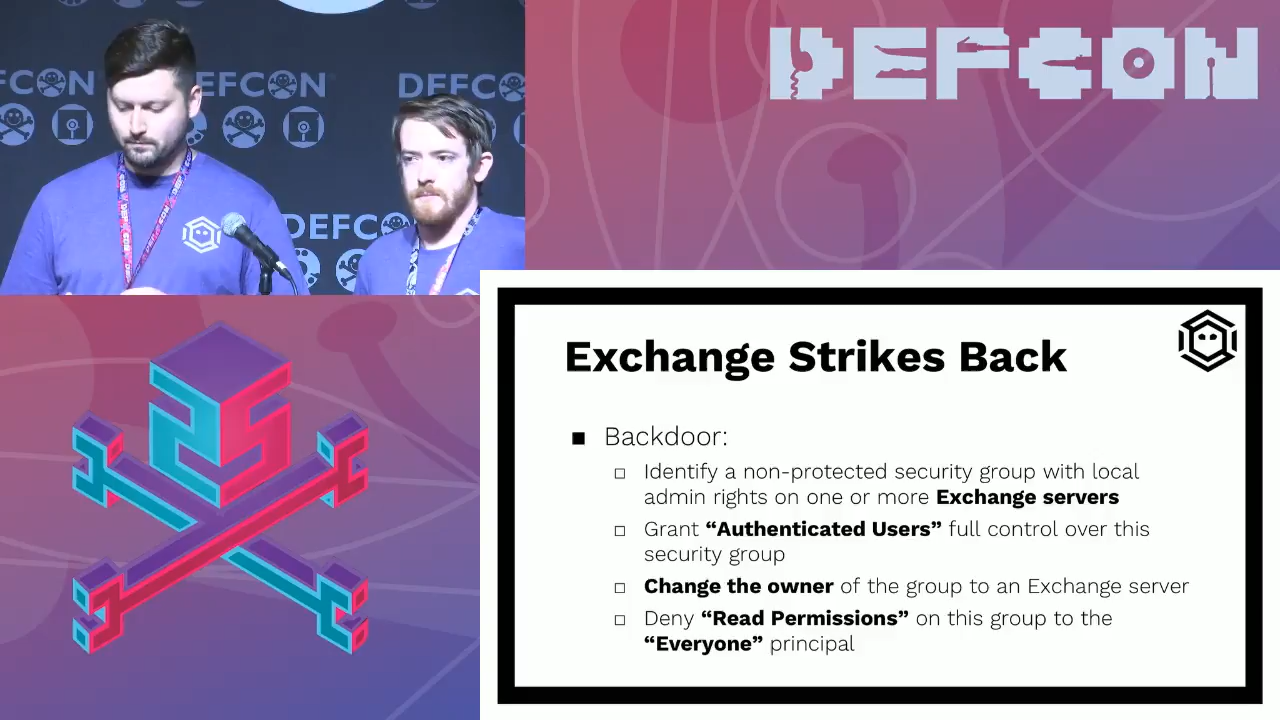 DEFCON
FCON
DEFCON
DEFCO
DEFCON
Exchange Strikes Back
■ Backdoor:
□ Identify a non-protected security group with local
admin rights on one or more Exchange servers
□ Grant “Authenticated Users” full control over this
security group
□ Change the owner of the group to an Exchange server
□ Deny “Read Permissions” on this group to the
“Everyone” principal